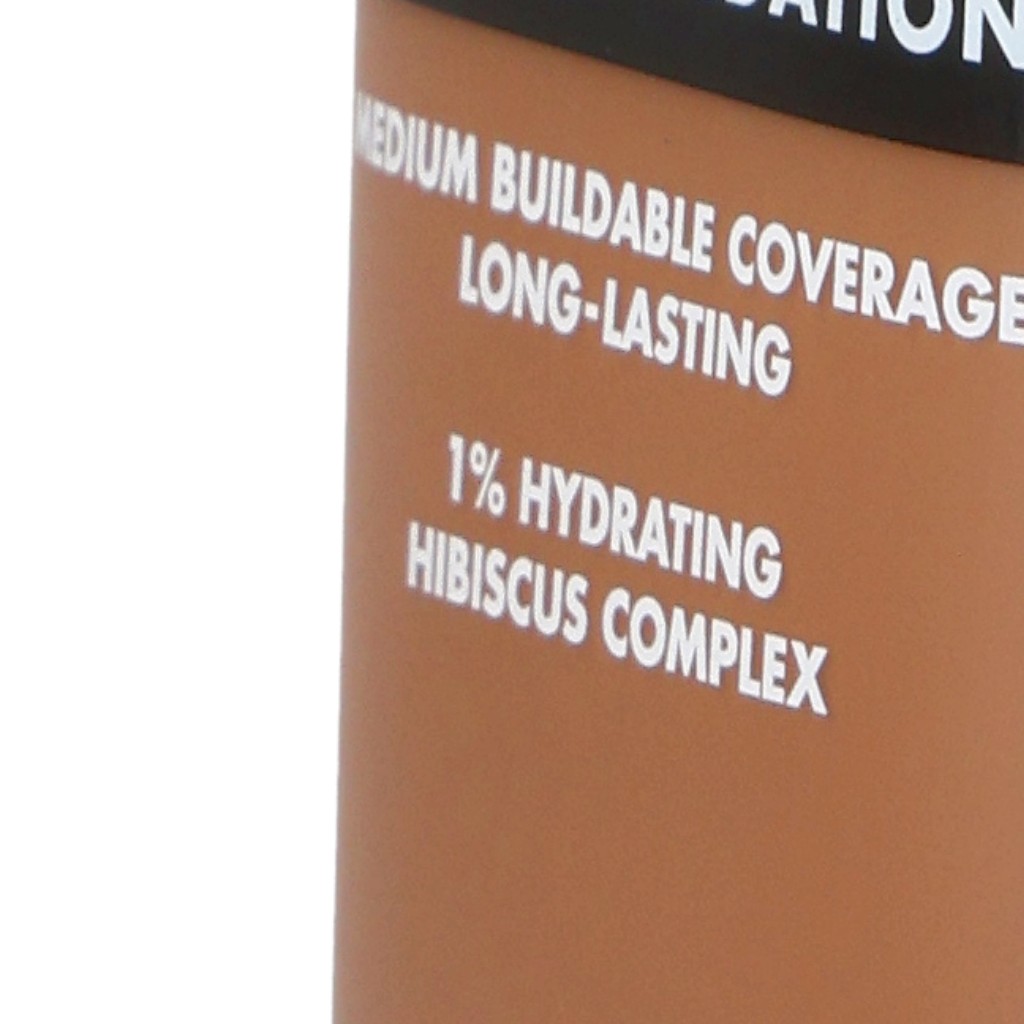 MEDIUM BUILDABLE COVERAGE
LONG-LASTING
1% HYDRATING
HIBISCUS COMPLEX